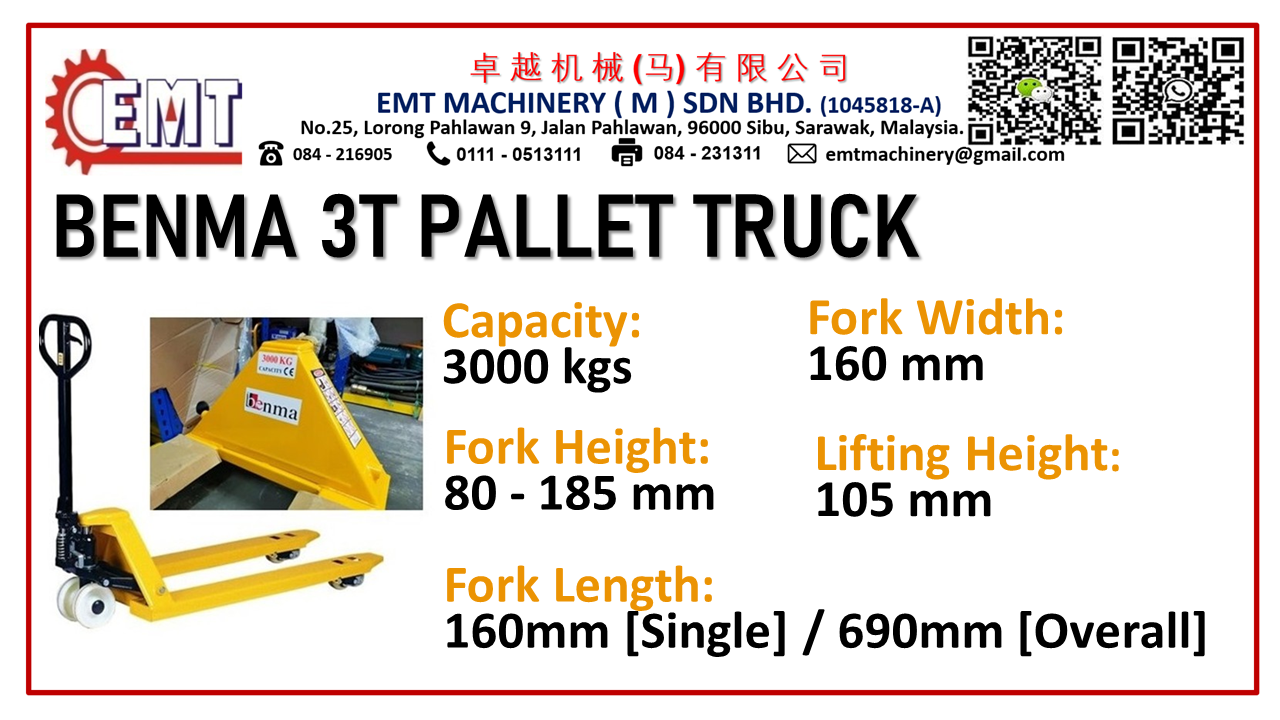 EMT
卓越机械(马)有限公司
EMT MACHINERY ( M ) SDN BHD. (1045818-A)
No.25, Lorong Pahlawan 9, Jalan Pahlawan, 96000 Sibu, Sarawak, Malaysia.
084 - 216905 0111 - 0513111 084 - 231311 emtmachinery@gmail.com
BENMA 3T PALLET TRUCK
3000 KG
CAPACITY CE
benma
Capacity:
3000 kgs
Fork Width:
160 mm
Fork Height:
80 - 185 mm
Lifting Height:
105 mm
Fork Length:
160mm [Single] / 690mm [Overall]